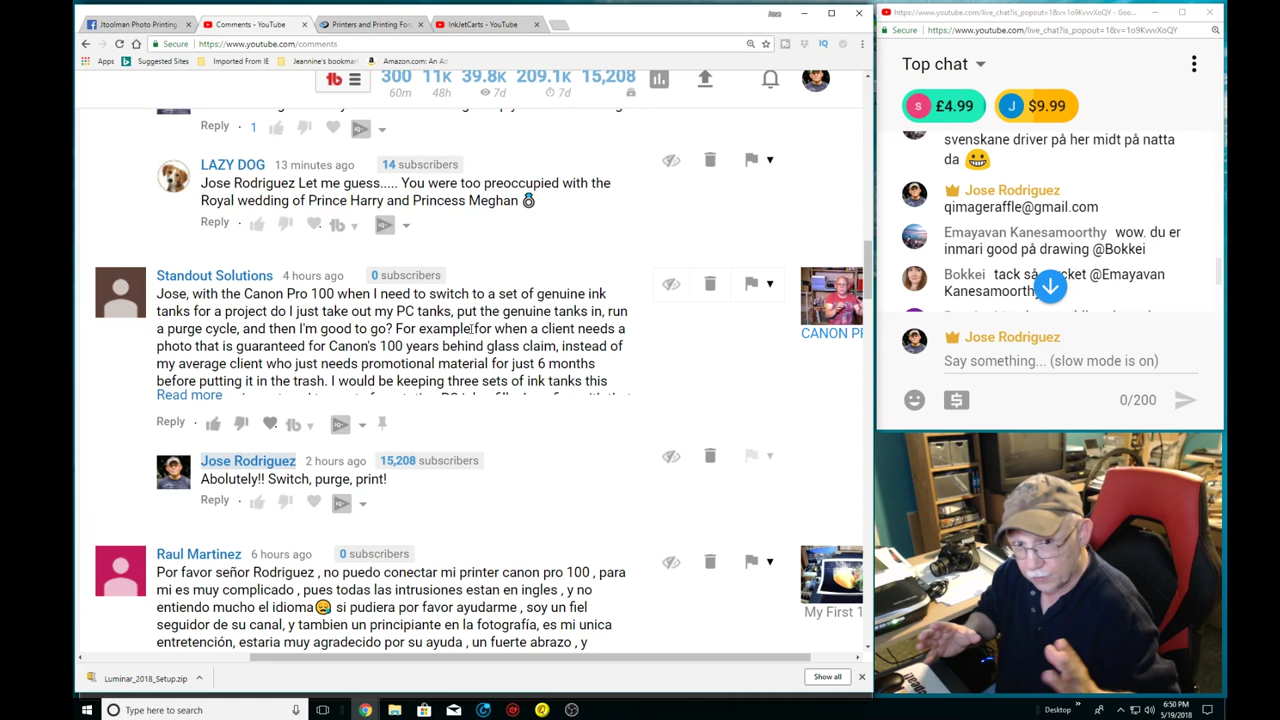 Jtoolman Photo Printing
Comments - YouTube
Printers and Printing For
InkJetCarts - YouTube
Secure
https://www.youtube.com/comments
Apps
Suggested Sites
Imported From IE
Jeannine's bookmar
Amazon.com: An Ad
300 11k 39.8k 209.1k 15,208
60m 48h 7d 7d
Reply 1
LAZY DOG 13 minutes ago 14 subscribers
Jose Rodriguez Let me guess..... You were too preoccupied with the
Royal wedding of Prince Harry and Princess Meghan
Reply
Standout Solutions 4 hours ago 0 subscribers
Jose, with the Canon Pro 100 when I need to switch to a set of genuine ink
tanks for a project do I just take out my PC tanks, put the genuine tanks in, run
a purge cycle, and then I'm good to go? For example for when a client needs a
photo that is guaranteed for Canon's 100 years behind glass claim, instead of
my average client who just needs promotional material for just 6 months
before putting it in the trash. I would be keeping three sets of ink tanks this
Read more
CANON PF
Reply
Jose Rodriguez 2 hours ago 15,208 subscribers
Abolutely!! Switch, purge, print!
Reply
Raul Martinez 6 hours ago 0 subscribers
Por favor señor Rodriguez , no puedo conectar mi printer canon pro 100 , para
mi es muy complicado , pues todas las intrusiones estan en ingles , y no
entiendo mucho el idioma😥 si pudiera por favor ayudarme , soy un fiel
seguidor de su canal, y tambien un principiante en la fotografía, es mi unica
entretención, estaria muy agradecido por su ayuda , un fuerte abrazo , y
My First 1
Luminar_2018_Setup.zip
Show all
Type here to search
https://www.youtube.com/live_chat?is_popout=1&v=1o9KvvvXoQY - Goo...
Secure
https://www.youtube.com/live_chat?is_popout=1&v=1o9KvvvXoQY
Top chat
S £4.99
J $9.99
svenskane driver på her midt på natta
da 😀
Jose Rodriguez
qimageraffle@gmail.com
Emayavan Kanesamoorthy wow. du er
inmari good på drawing @Bokkei
Bokkei tack så
@Emayavan
Kanesamoorthy
Jose Rodriguez
Say something... (slow mode is on)
0/200
Desktop
6:50 PM
5/19/2018